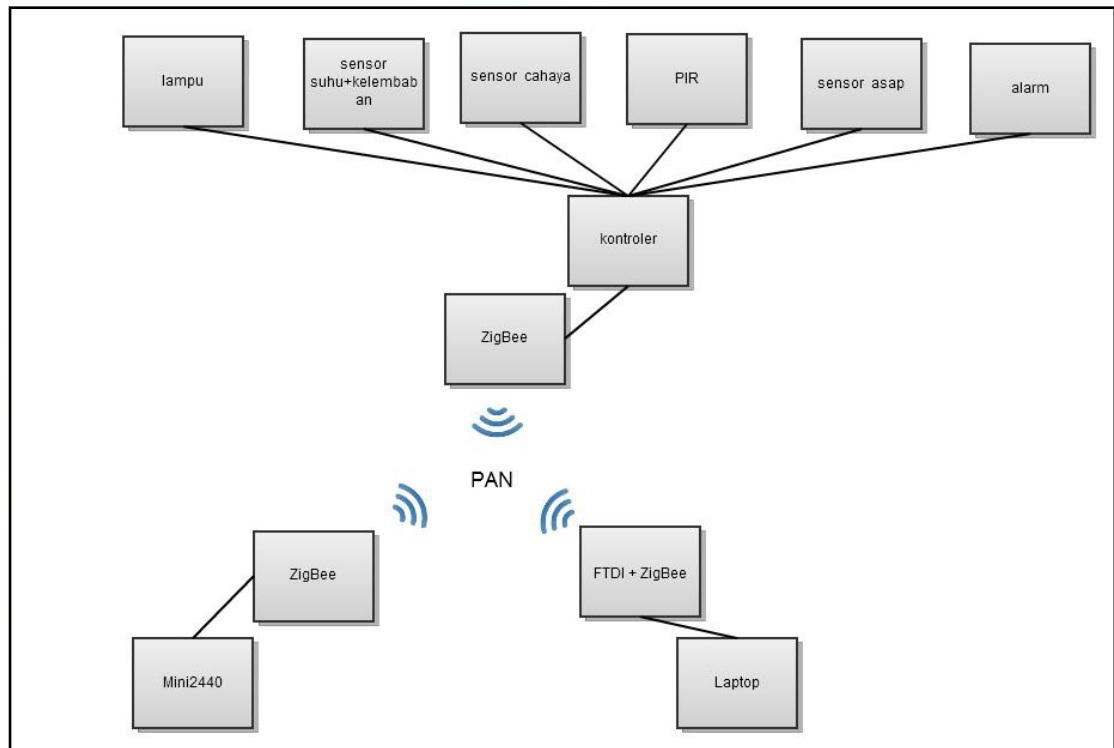 lampu
sensor
suhu+kelembab
an
sensor cahaya
PIR
sensor asap
alarm
kontroler
ZigBee
PAN
ZigBee
FTDI + ZigBee
Mini2440
Laptop